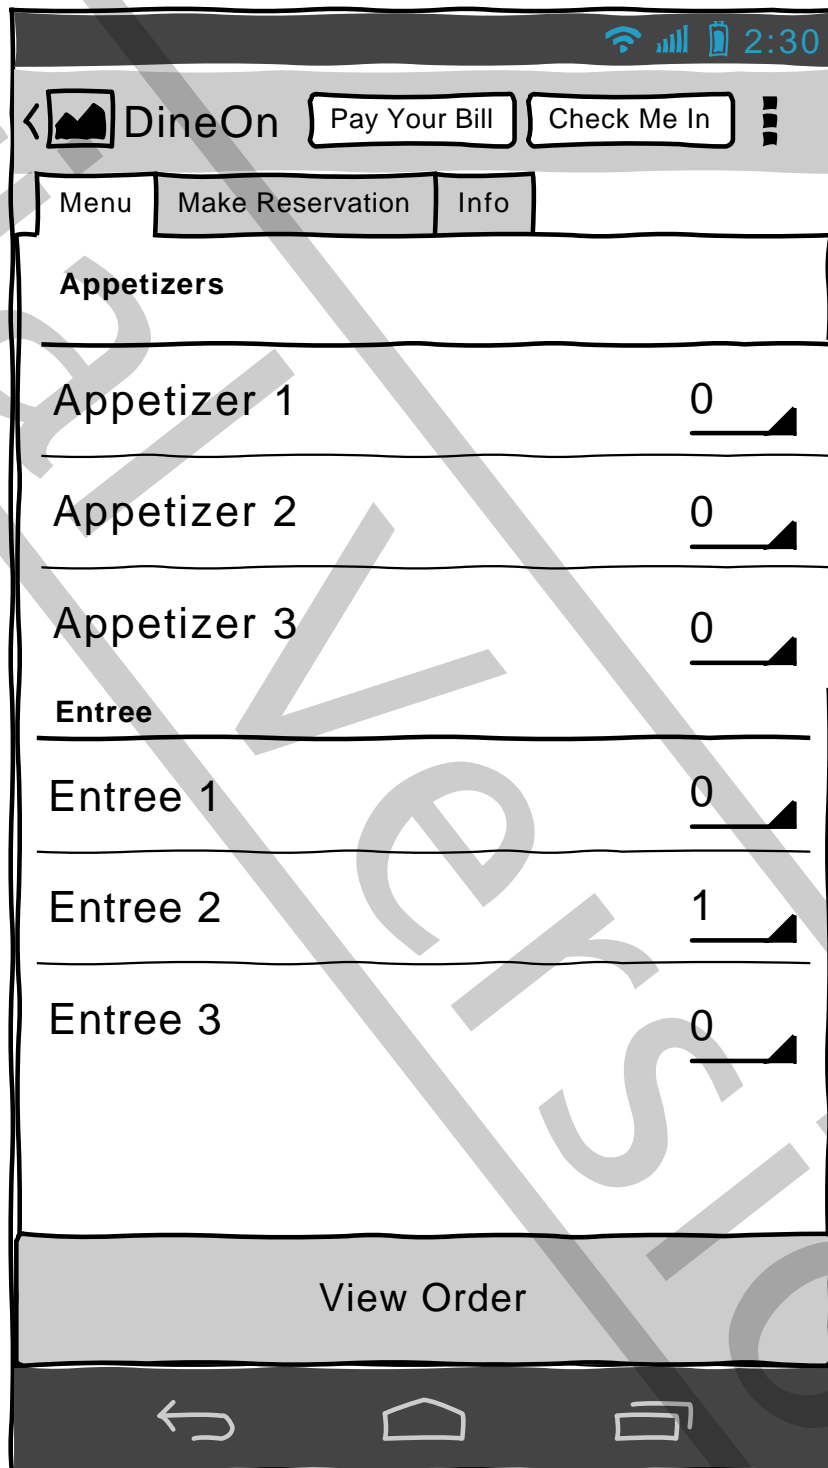 2:30
DineOn Pay Your Bill Check Me In
Menu Make Reservation Info
Appetizers
Appetizer 1 0
Appetizer 2 0
Appetizer 3 0
Entree
Entree 1 0
Entree 2 1
Entree 3 0
View Order